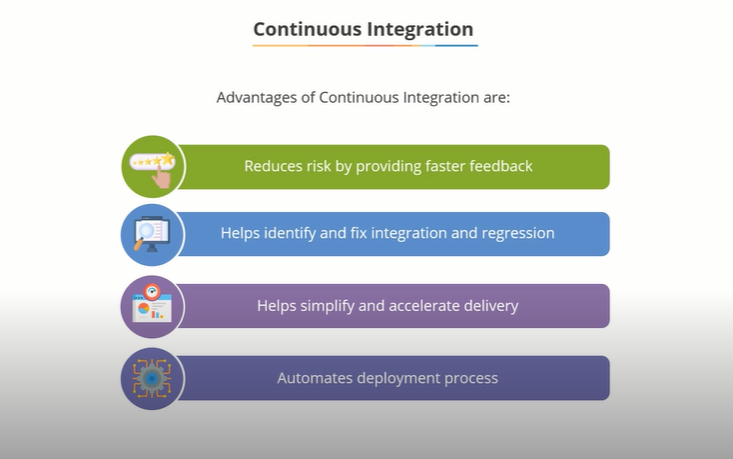 Continuous Integration
Advantages of Continuous Integration are:
Reduces risk by providing faster feedback
Helps identify and fix integration and regression
Helps simplify and accelerate delivery
Automates deployment process